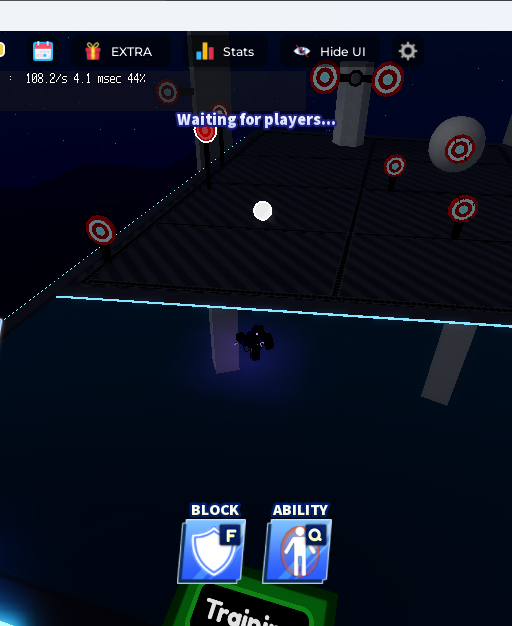 EXTRA
Stats
Hide UI
: 108.2/s 4.1 msec 44%
Waiting for players...
BLOCK
ABILITY
F
Q